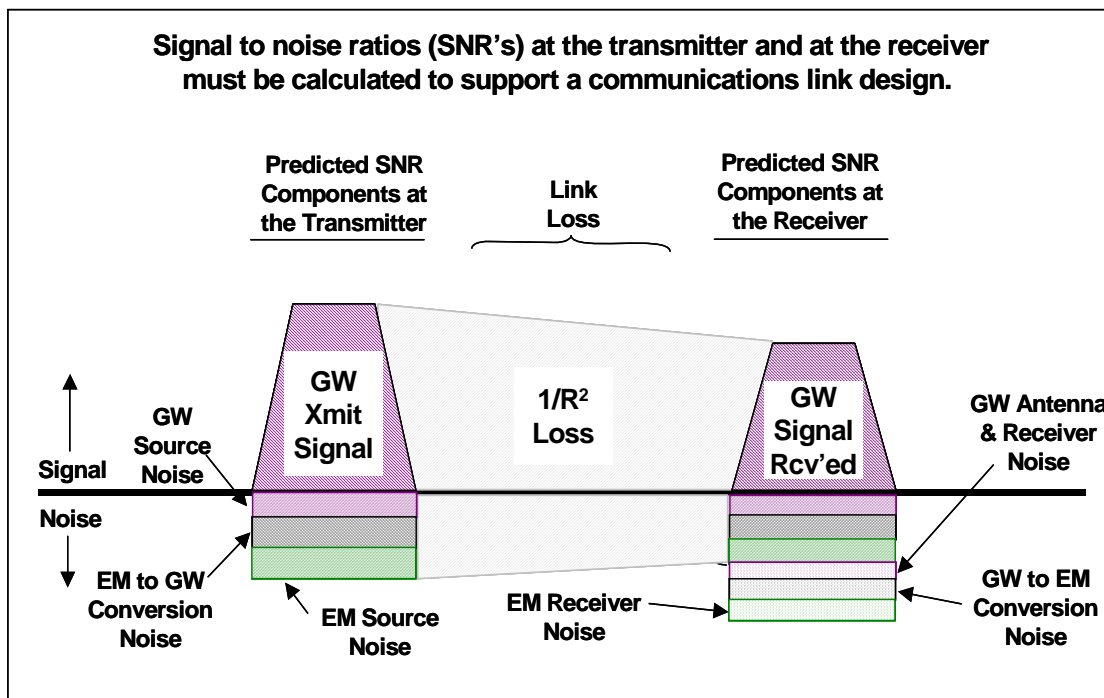 Signal to noise ratios (SNR's) at the transmitter and at the receiver
must be calculated to support a communications link design.
Predicted SNR
Components at
the Transmitter
Link
Loss
Predicted SNR
Components at
the Receiver
GW
Xmit
Signal
1/R²
Loss
GW
Signal
Rcv'ed
GW
Source
Noise
GW Antenna
& Receiver
Noise
Signal
Noise
EM to GW
Conversion
Noise
EM Source
Noise
EM Receiver
Noise
GW to EM
Conversion
Noise